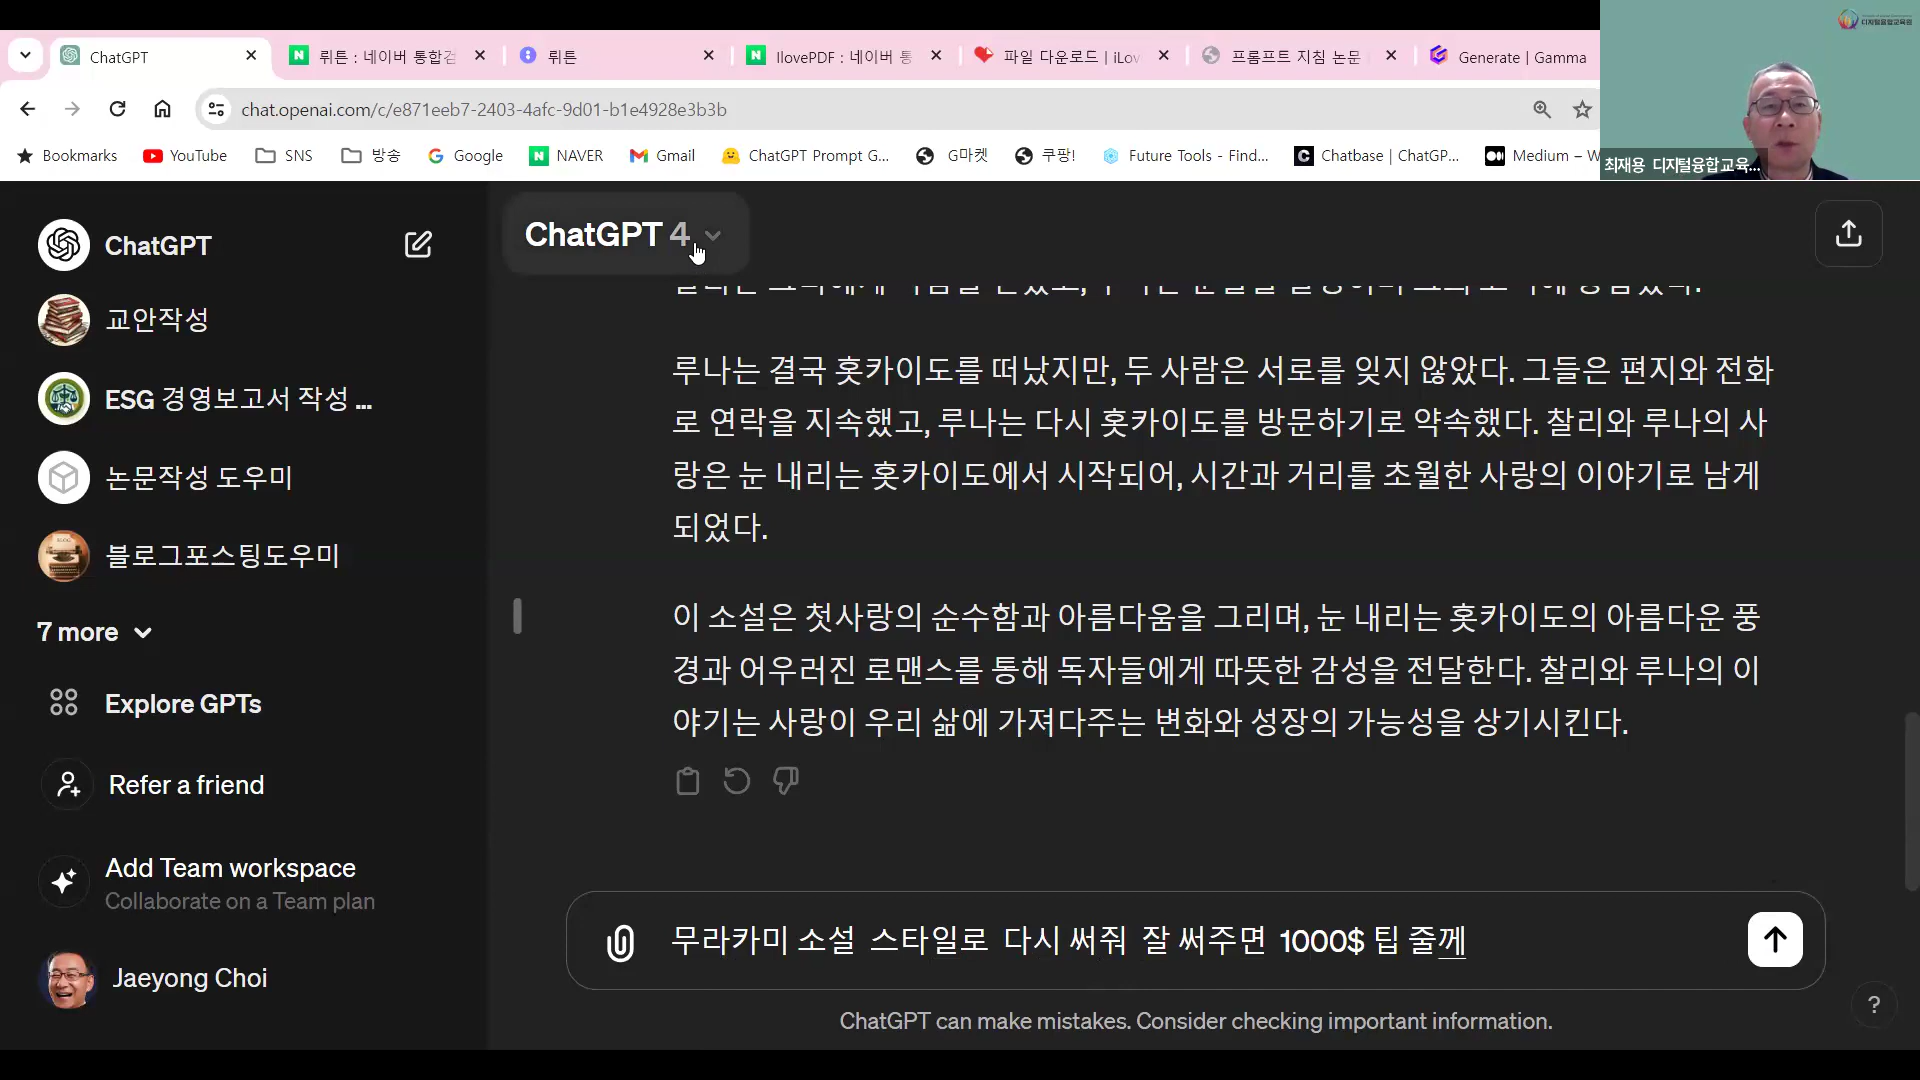 ChatGPT
뤼튼 : 네이버 통합검
뤼튼
IlovePDF : 네이버 통
파일 다운로드 | iLov
프롬프트 지침 논문
Generate | Gamma
chat.openai.com/c/e871eeb7-2403-4afc-9d01-b1e4928e3b3b
Bookmarks
YouTube
SNS
방송
Google
NAVER
Gmail
ChatGPT Prompt G...
G마켓
쿠팡!
Future Tools - Find...
Chatbase | ChatGP...
Medium – W
디지털융합교육원
최재용 디지털융합교육...
ChatGPT
교안작성
ESG 경영보고서 작성 ...
논문작성 도우미
블로그포스팅도우미
7 more
Explore GPTs
Refer a friend
Add Team workspace
Collaborate on a Team plan
Jaeyong Choi
ChatGPT 4
루나는 결국 홋카이도를 떠났지만, 두 사람은 서로를 잊지 않았다. 그들은 편지와 전화
로 연락을 지속했고, 루나는 다시 홋카이도를 방문하기로 약속했다. 찰리와 루나의 사
랑은 눈 내리는 홋카이도에서 시작되어, 시간과 거리를 초월한 사랑의 이야기로 남게
되었다.
이 소설은 첫사랑의 순수함과 아름다움을 그리며, 눈 내리는 홋카이도의 아름다운 풍
경과 어우러진 로맨스를 통해 독자들에게 따뜻한 감성을 전달한다. 찰리와 루나의 이
야기는 사랑이 우리 삶에 가져다주는 변화와 성장의 가능성을 상기시킨다.
무라카미 소설 스타일로 다시 써줘 잘 써주면 1000$ 팁 줄께
ChatGPT can make mistakes. Consider checking important information.
?